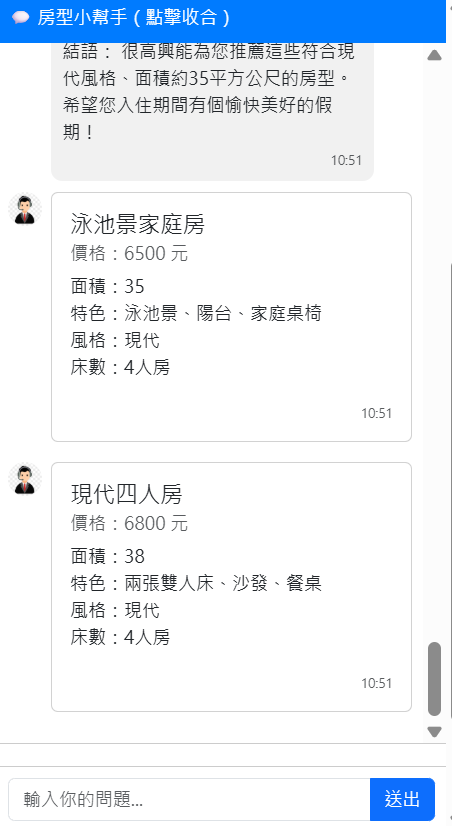 房型小幫手（點擊收合）
結語： 很高興能為您推薦這些符合現
代風格、面積約35平方公尺的房型。
希望您入住期間有個愉快美好的假
期！
10:51
泳池景家庭房
價格：6500 元
面積：35
特色：泳池景、陽台、家庭桌椅
風格：現代
床數：4人房
10:51
現代四人房
價格：6800 元
面積：38
特色：兩張雙人床、沙發、餐桌
風格：現代
床數：4人房
10:51
輸入你的問題...
送出